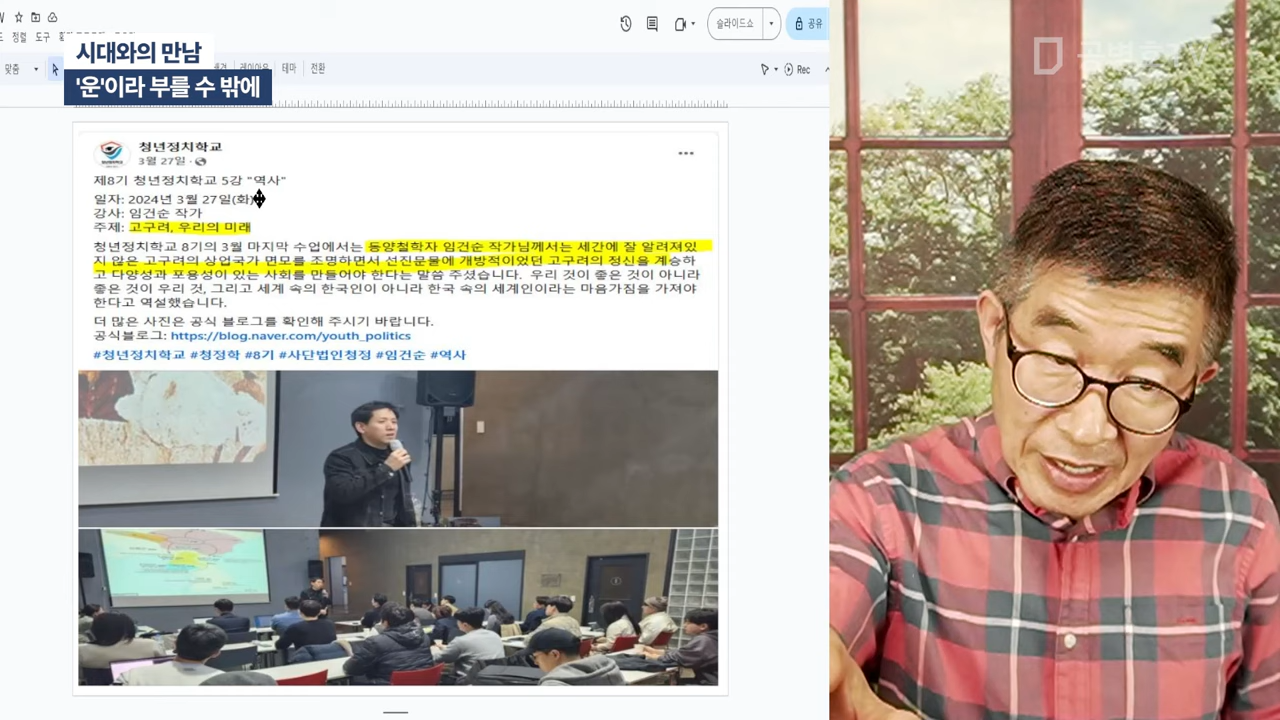 정렬 도구
슬라이드쇼
공유
시대와의 만남
맞춤
레이아웃 테마 전환
Rec
'운'이라 부를 수 밖에
청년정치학교
3월 27일 ·
제8기 청년정치학교 5강 "역사"
일자: 2024년 3월 27일(화)
강사: 임건순 작가
주제: 고구려, 우리의 미래
청년정치학교 8기의 3월 마지막 수업에서는 동양철학자 임건순 작가님께서는 세간에 잘 알려져있
지 않은 고구려의 상업국가 면모를 조명하면서 선진문물에 개방적이었던 고구려의 정신을 계승하
고 다양성과 포용성이 있는 사회를 만들어야 한다는 말씀 주셨습니다. 우리 것이 좋은 것이 아니라
좋은 것이 우리 것, 그리고 세계 속의 한국인이 아니라 한국 속의 세계인이라는 마음가짐을 가져야
한다고 역설했습니다.
더 많은 사진은 공식 블로그를 확인해 주시기 바랍니다.
공식블로그: https://blog.naver.com/youth_politics
#청년정치학교 #청정학 #8기 #사단법인청정 #임건순 #역사